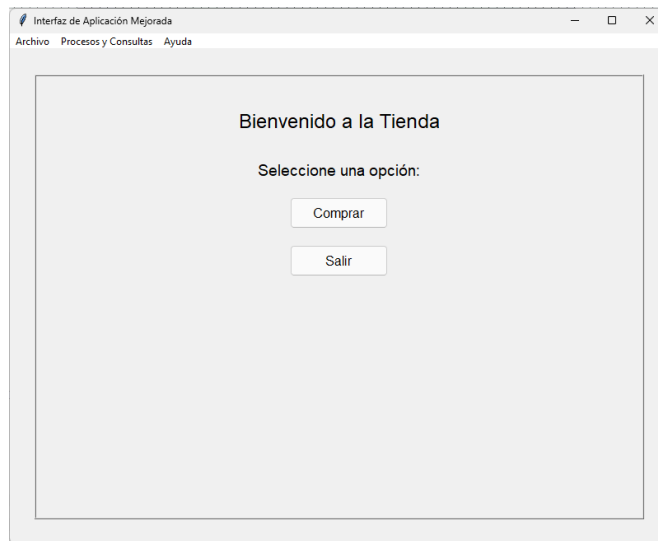 Interfaz de Aplicación Mejorada
Archivo Procesos y Consultas Ayuda
Bienvenido a la Tienda
Seleccione una opción:
Comprar
Salir